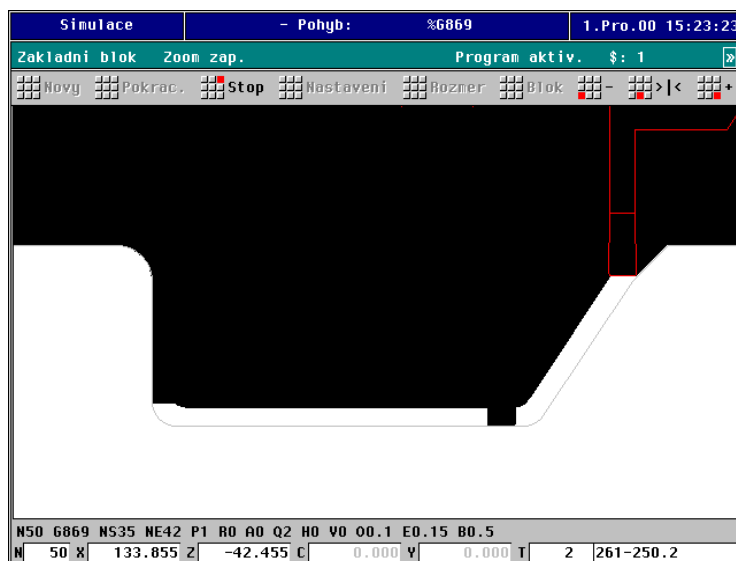 Simulace - Pohyb: %G869 1.Pro.00 15:23:23
Zakladni blok Zoom zap. Program aktiv. $: 1 »
Novy Pokrac. Stop Nastaveni Rozmer Blok - >|< +
N50 G869 NS35 NE42 P1 R0 A0 Q2 H0 V0 O0.1 E0.15 B0.5
N 50 X 133.855 Z -42.455 C 0.000 Y 0.000 T 2 261-250.2